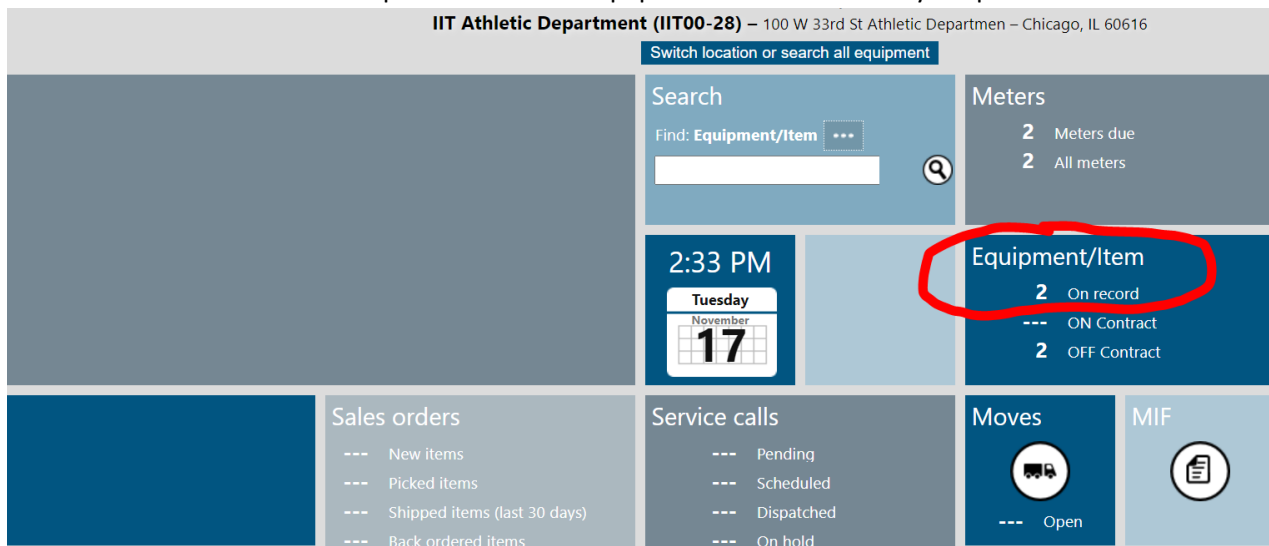 IIT Athletic Department (IIT00-28) – 100 W 33rd St Athletic Departmen – Chicago, IL 60616
Switch location or search all equipment
Search
Find: Equipment/Item ...
Meters
2 Meters due
2 All meters
2:33 PM
Tuesday
November
17
Equipment/Item
2 On record
--- ON Contract
2 OFF Contract
Sales orders
--- New items
--- Picked items
--- Shipped items (last 30 days)
--- Back ordered items
Service calls
--- Pending
--- Scheduled
--- Dispatched
--- On hold
Moves
--- Open
MIF